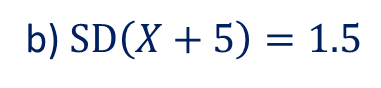 b) SD(X + 5) = 1.5